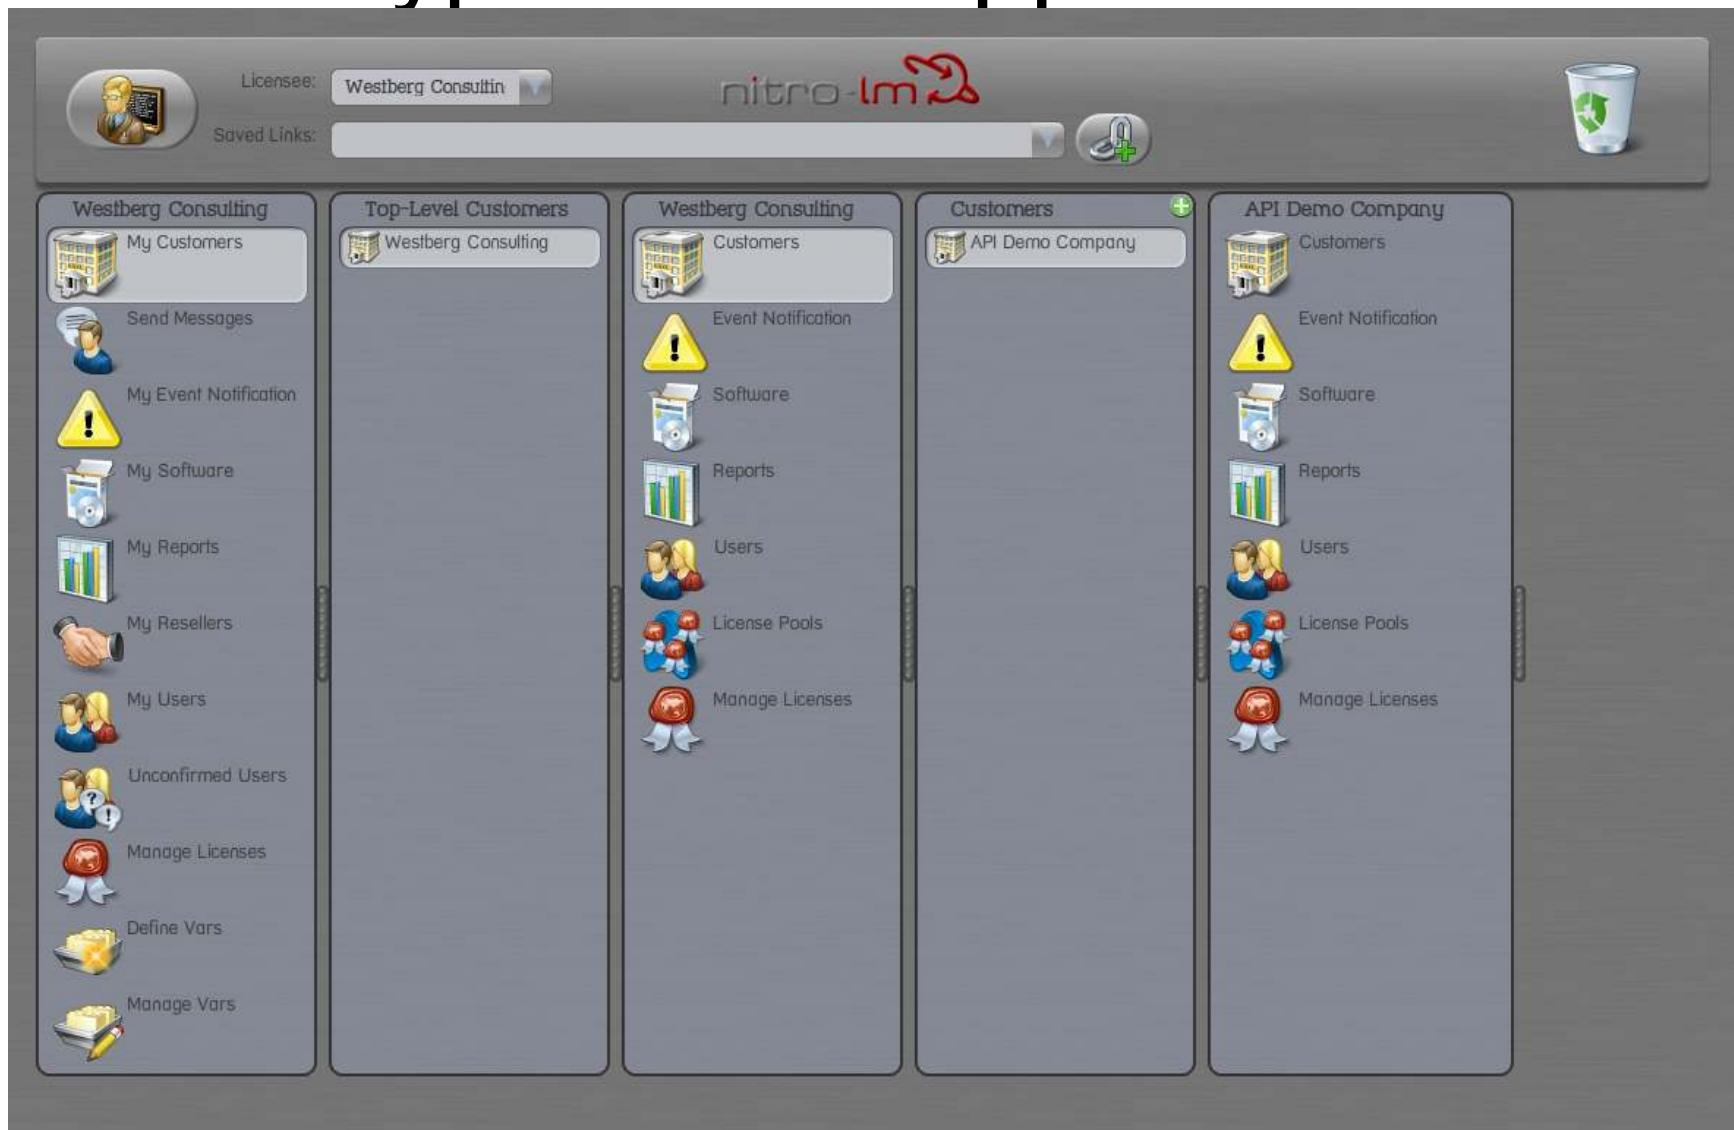 Licensee:
Westberg Consultin
nitro-lm
Saved Links:
Westberg Consulting
My Customers
Send Messages
My Event Notification
My Software
My Reports
My Resellers
My Users
Unconfirmed Users
Manage Licenses
Define Vars
Manage Vars
Top-Level Customers
Westberg Consulting
Westberg Consulting
Customers
Event Notification
Software
Reports
Users
License Pools
Manage Licenses
Customers
API Demo Company
API Demo Company
Customers
Event Notification
Software
Reports
Users
License Pools
Manage Licenses